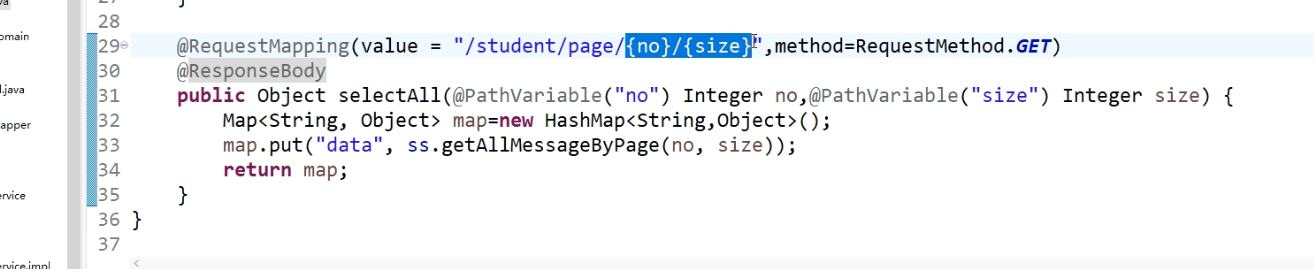 va
27
}
28
omain
29 @RequestMapping(value = "/student/page/{no}/{size}",method=RequestMethod.GET)
30 @ResponseBody
l.java
31 public Object selectAll(@PathVariable("no") Integer no,@PathVariable("size") Integer size) {
apper
32 Map<String, Object> map=new HashMap<String,Object>();
33 map.put("data", ss.getAllMessageByPage(no, size));
34 return map;
ervice
35 }
36 }
37
ervice.impl